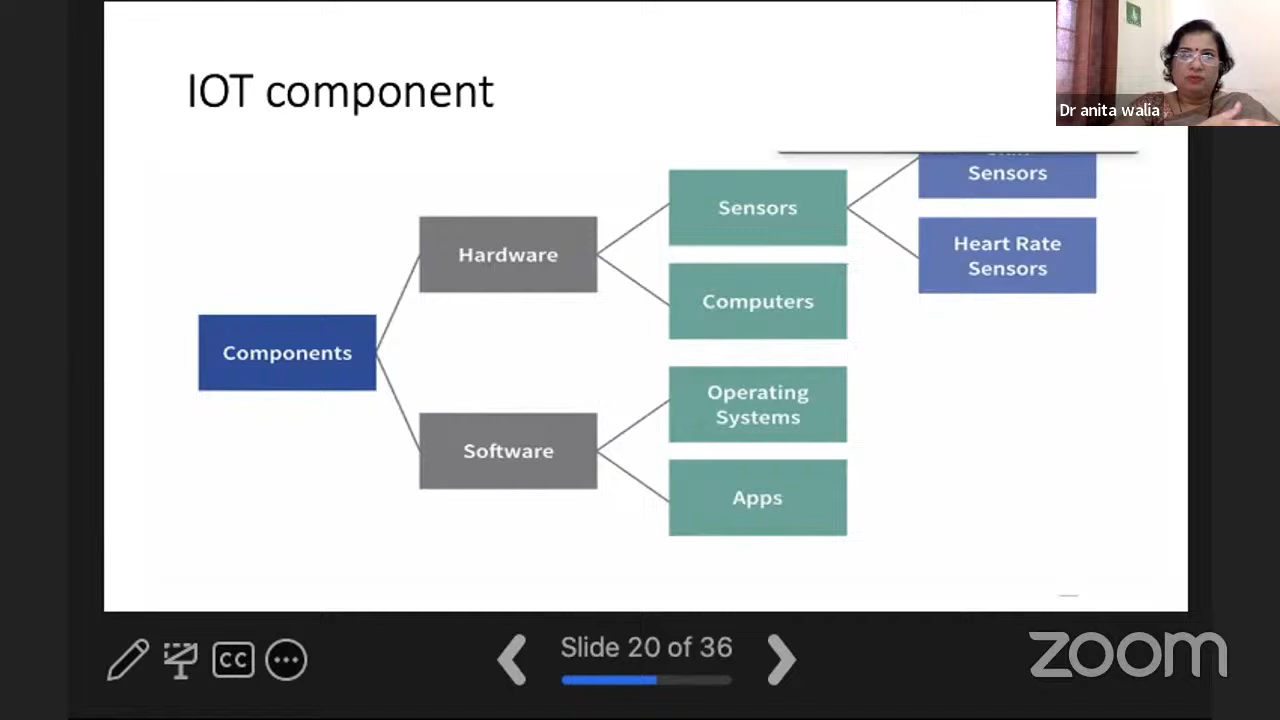 IOT component
Dr anita walia
Sensors
Sensors
Hardware
Heart Rate
Sensors
Computers
Components
Operating
Systems
Software
Apps
CC
Slide 20 of 36
zoom